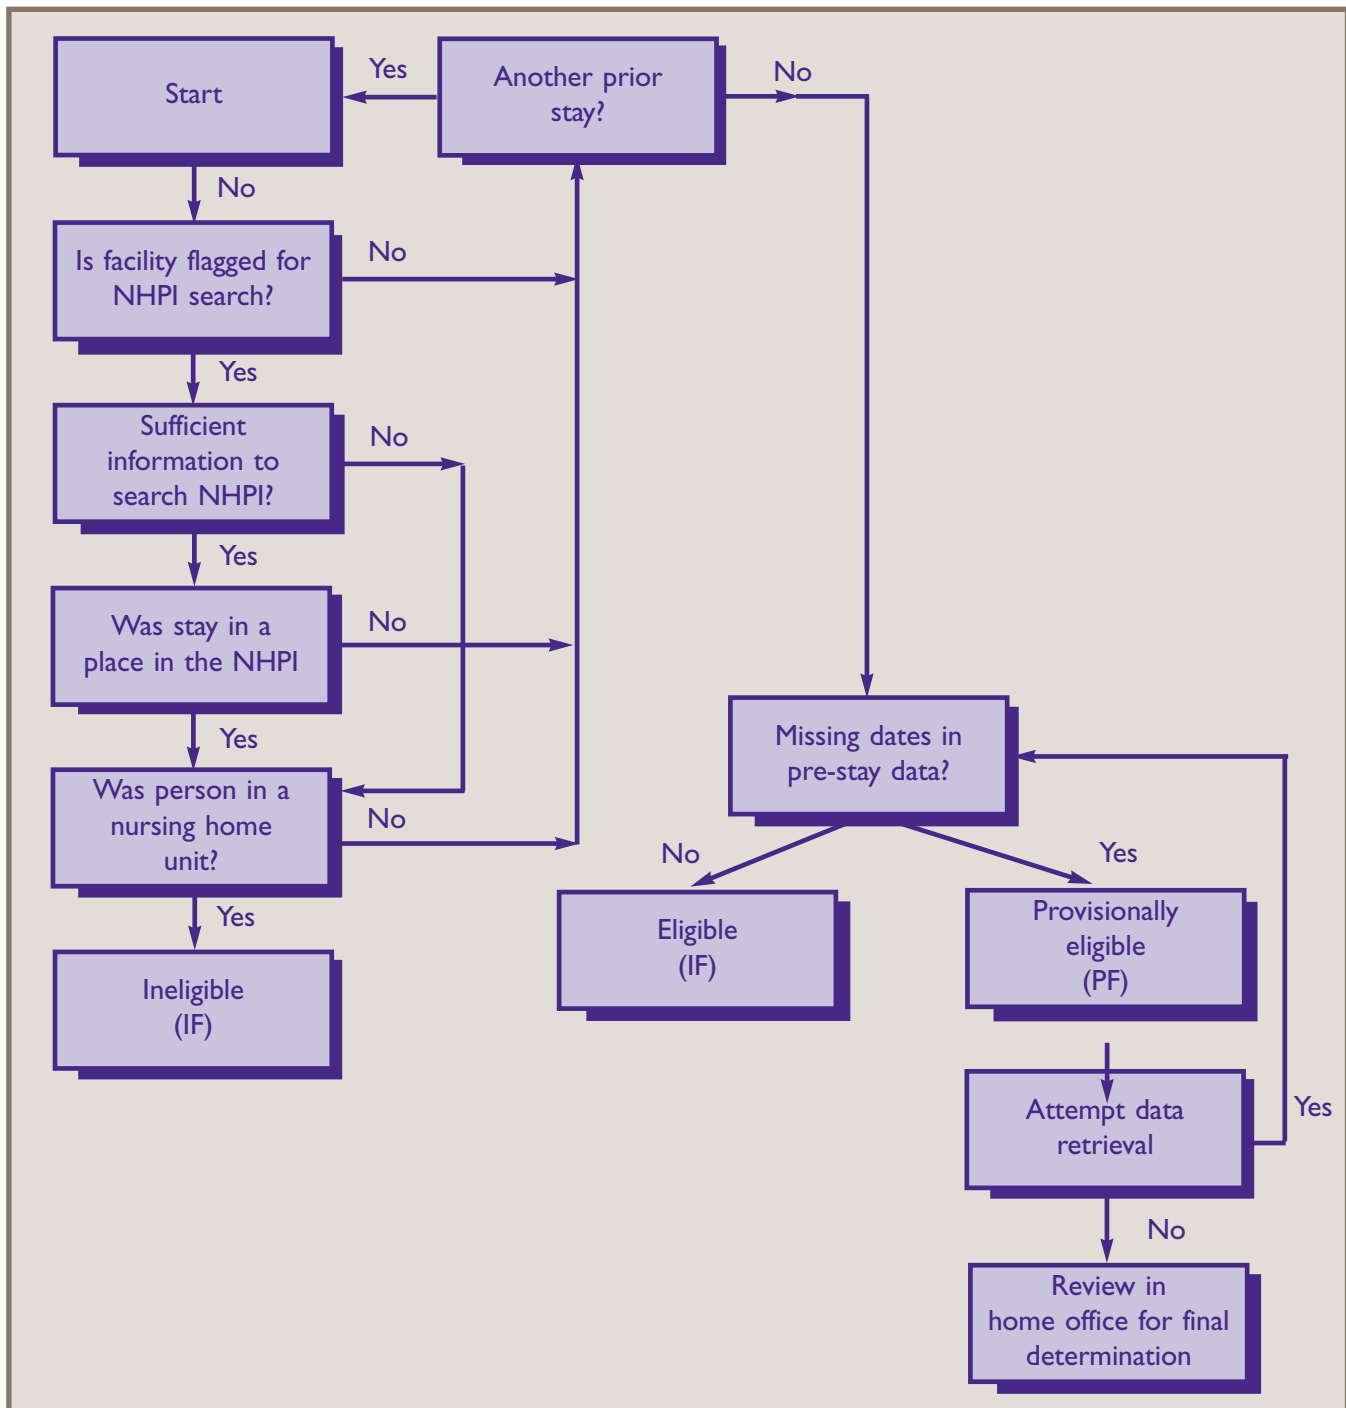 Start
Yes
Another prior
stay?
No
No
Is facility flagged for
NHPI search?
No
Yes
Sufficient
information to
search NHPI?
No
Yes
Was stay in a
place in the NHPI
No
Yes
Was person in a
nursing home
unit?
No
Yes
Ineligible
(IF)
Missing dates in
pre-stay data?
No
Yes
Eligible
(IF)
Provisionally
eligible
(PF)
Attempt data
retrieval
Yes
No
Review in
home office for final
determination